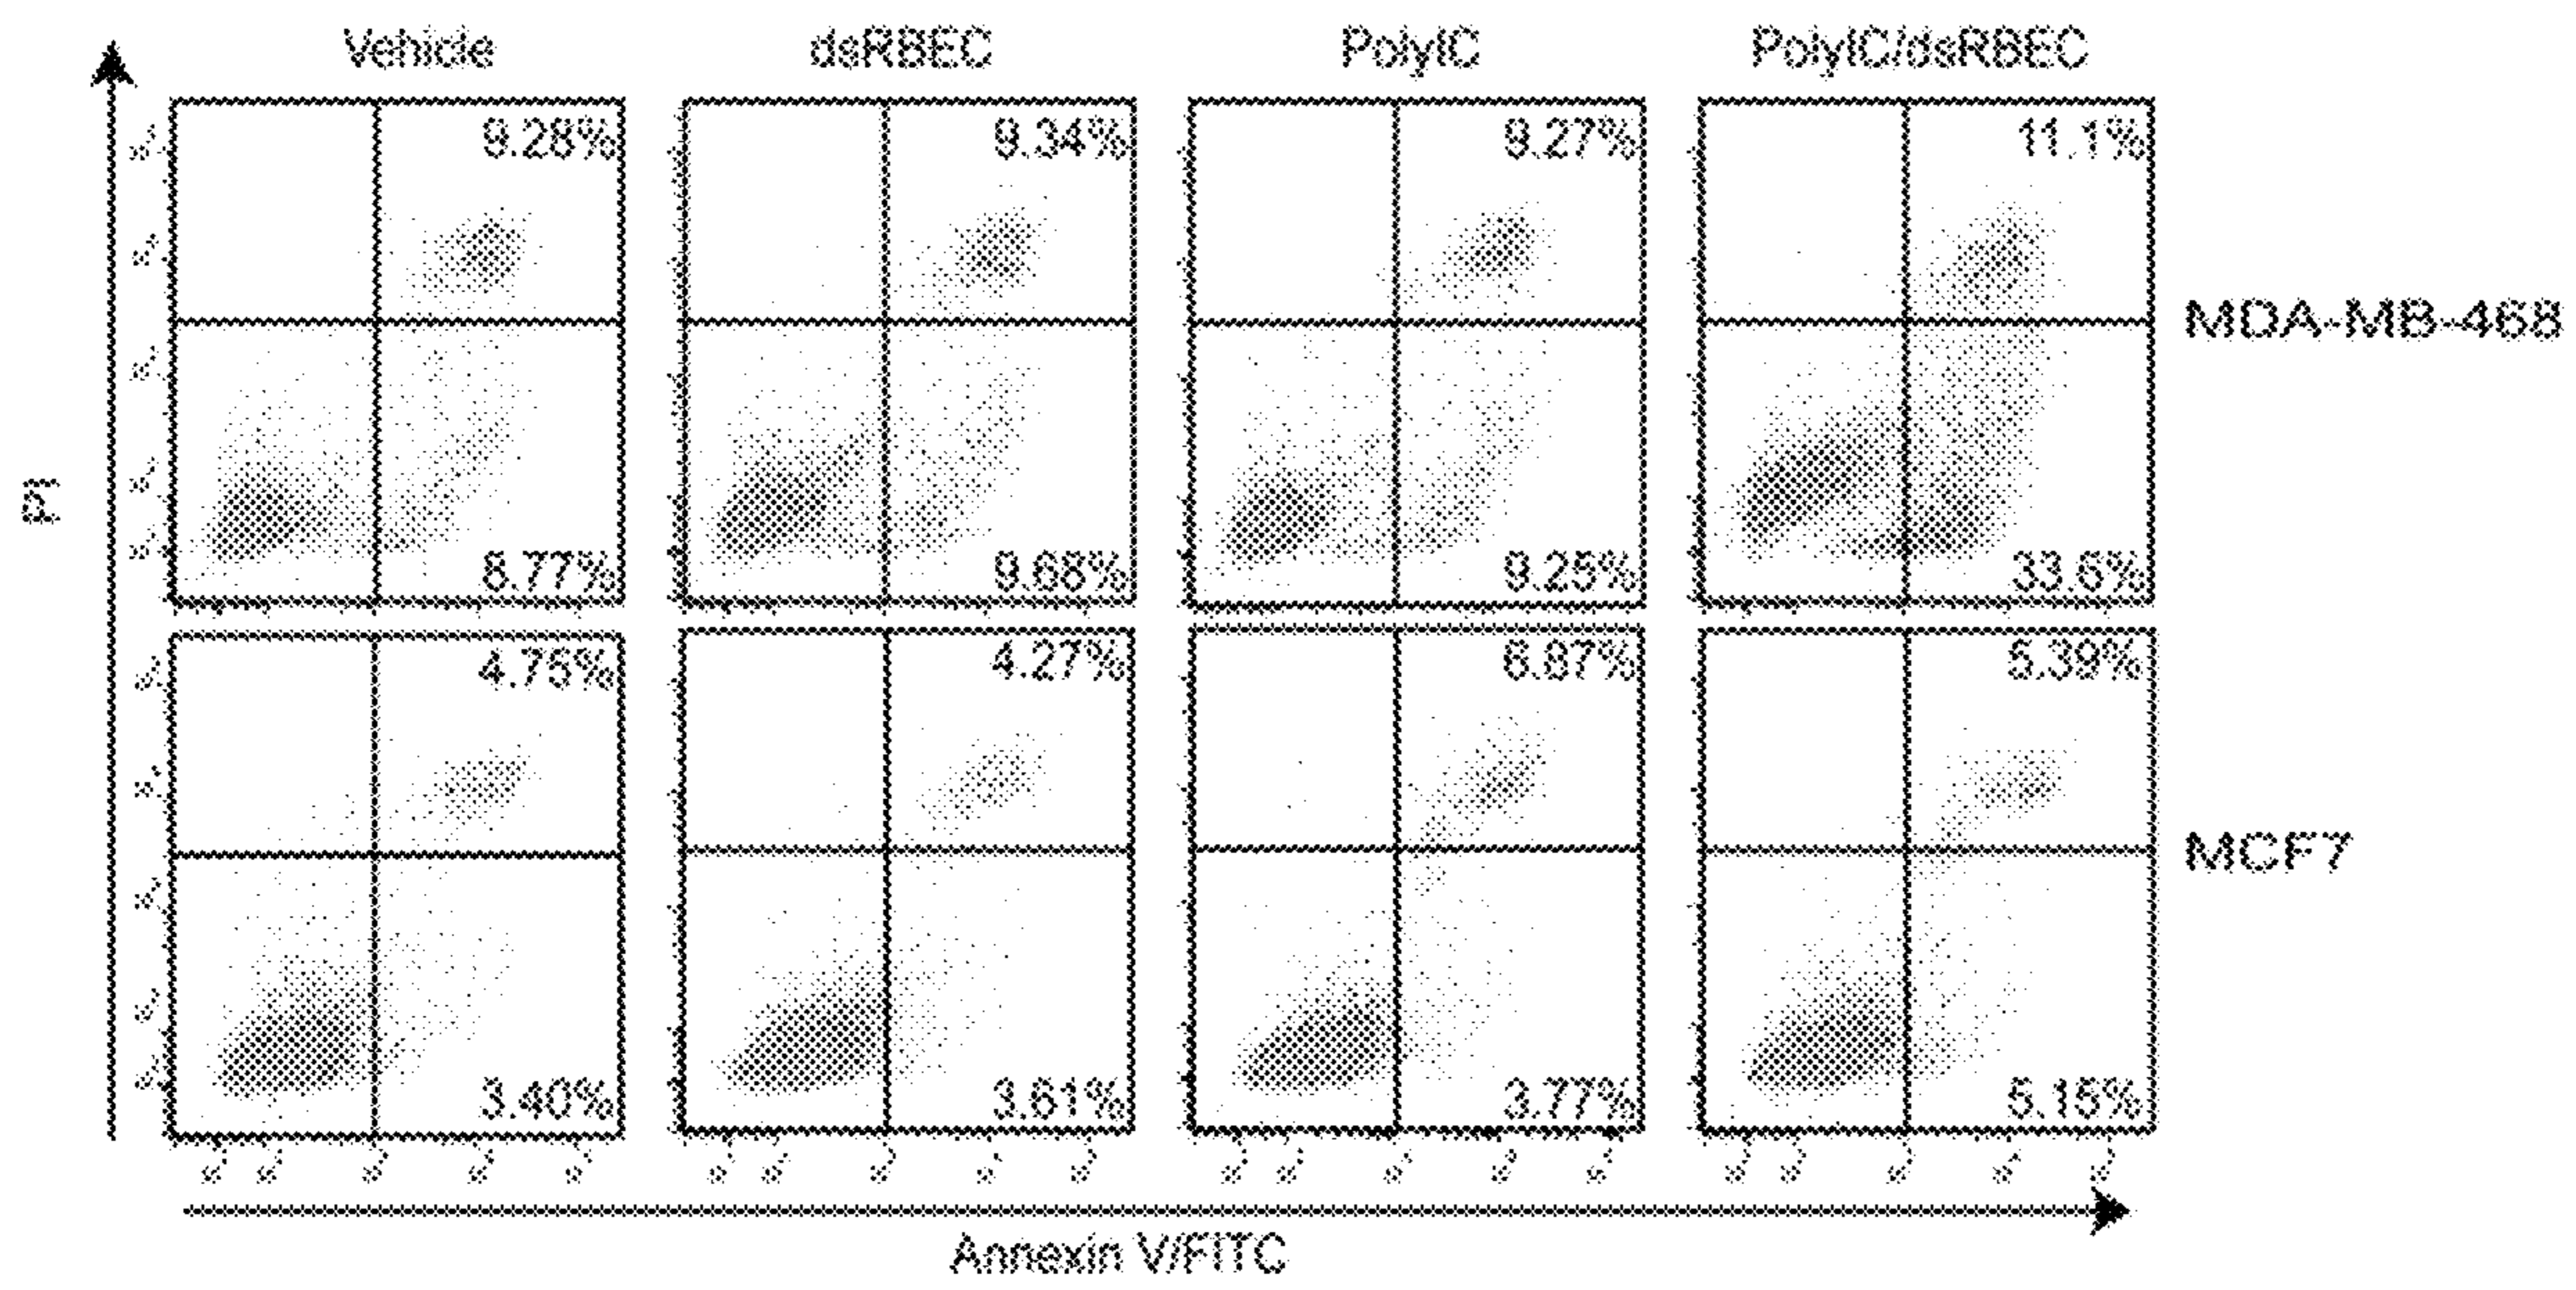 Vehicle dsRBEC PolyIC PolyIC/dsRBEC
9.28% 9.34% 9.27% 11.1%
MDA-MB-468
PI
9.68% 9.25% 33.6%
4.75% 4.27% 6.87% 5.39%
MCF7
3.40% 3.61% 3.77% 5.15%
Annexin V/FITC